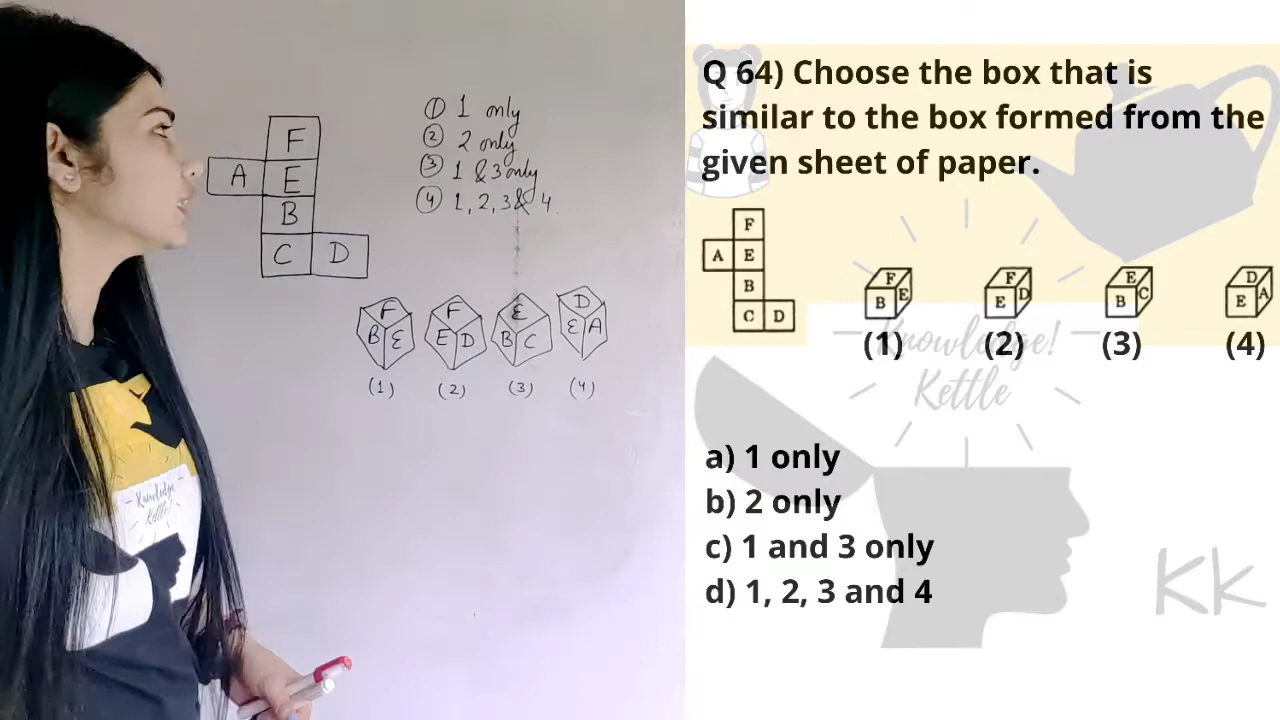 F
A E
B
C D
① 1 only
② 2 only
③ 1 & 3 only
④ 1, 2, 3 & 4.
F B E
F E D
E B C
D E A
(1) (2) (3) (4)
Knowledge
Kettle!
Q 64) Choose the box that is
similar to the box formed from the
given sheet of paper.
F
A E
B
C D
F B E
F E D
E B C
D E A
(1) (2) (3) (4)
Knowledge!
Kettle
a) 1 only
b) 2 only
c) 1 and 3 only
d) 1, 2, 3 and 4
KK